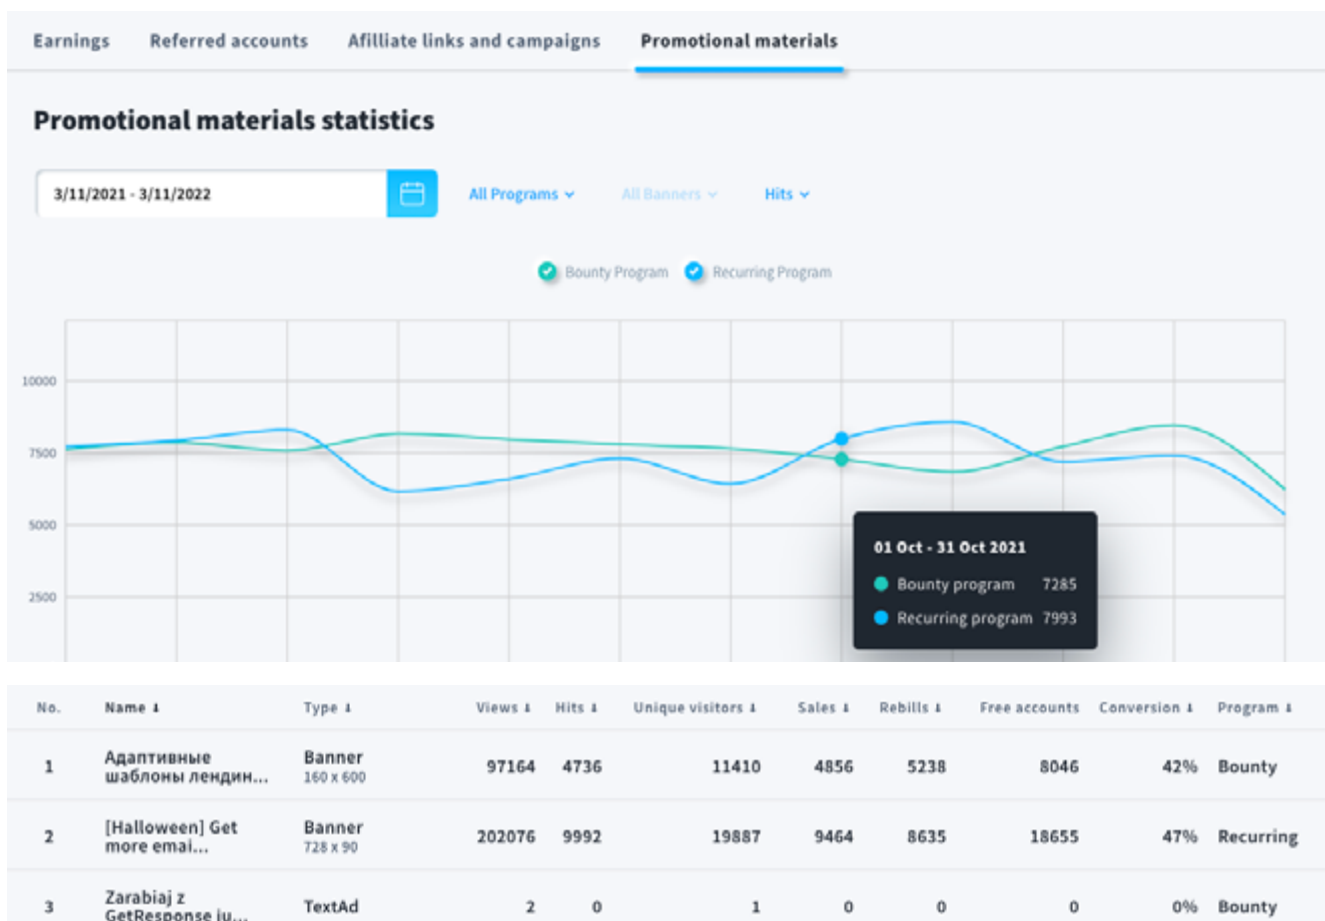 Earnings Referred accounts Afilliate links and campaigns Promotional materials
Promotional materials statistics
3/11/2021 - 3/11/2022 All Programs All Banners Hits
Bounty Program Recurring Program
10000
7500
5000
2500
01 Oct - 31 Oct 2021
Bounty program 7285
Recurring program 7993
No. Name Type Views Hits Unique visitors Sales Rebills Free accounts Conversion Program
1 Адаптивные шаблоны лендин... Banner 160 x 600 97164 4736 11410 4856 5238 8046 42% Bounty
2 [Halloween] Get more emai... Banner 728 x 90 202076 9992 19887 9464 8635 18655 47% Recurring
3 Zarabiaj z GetResponse ju... TextAd 2 0 1 0 0 0 0% Bounty